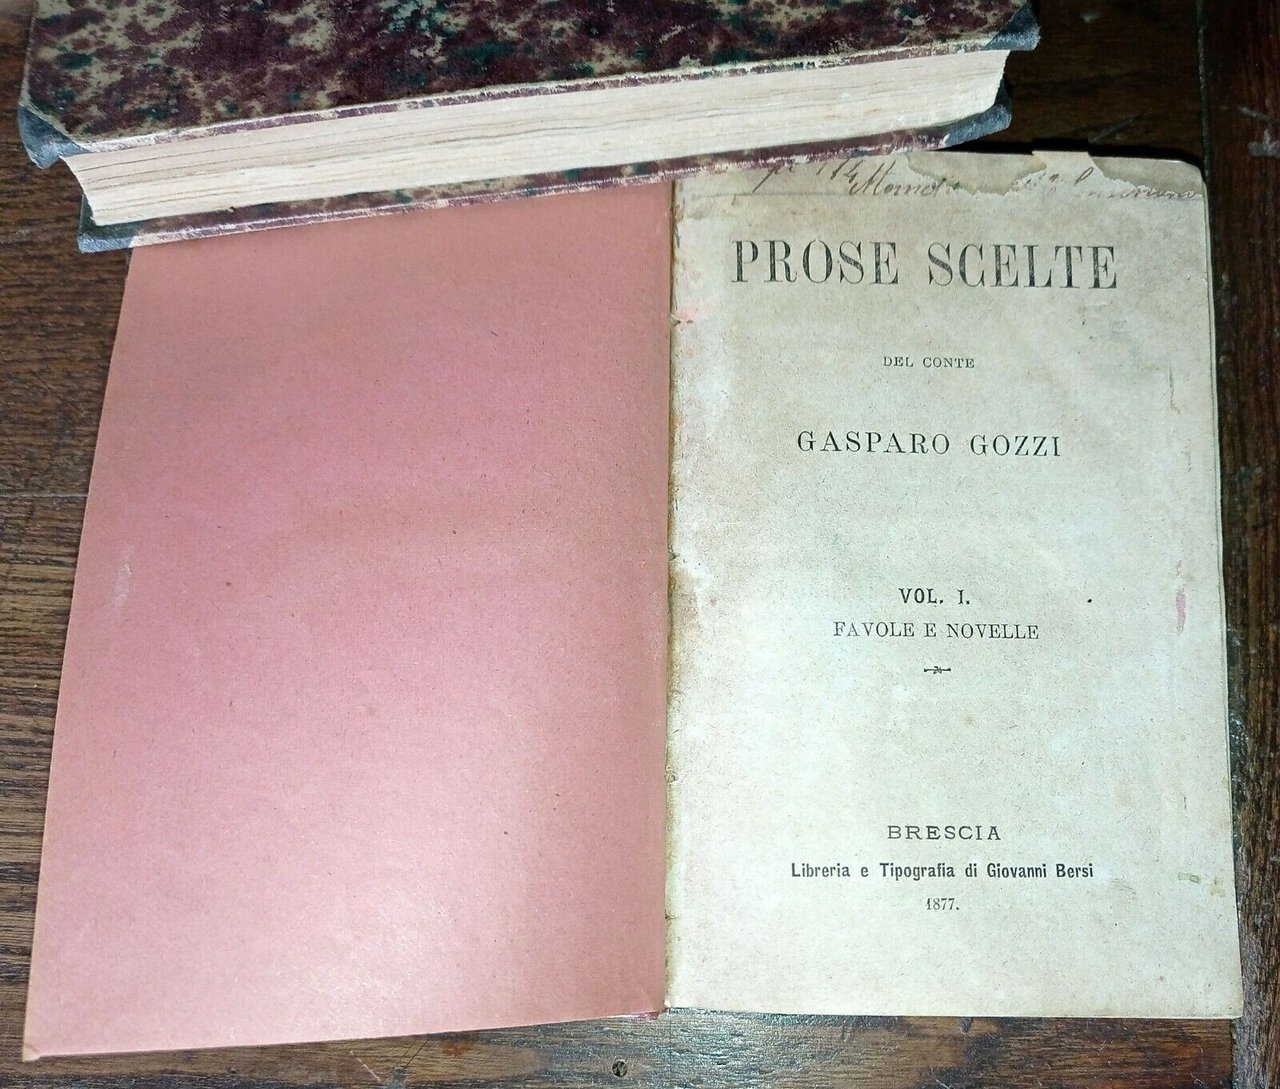 PROSE SCELTE
DEL CONTE
GASPARO GOZZI
VOL. I.
FAVOLE E NOVELLE
BRESCIA
Libreria e Tipografia di Giovanni Bersi
1877.